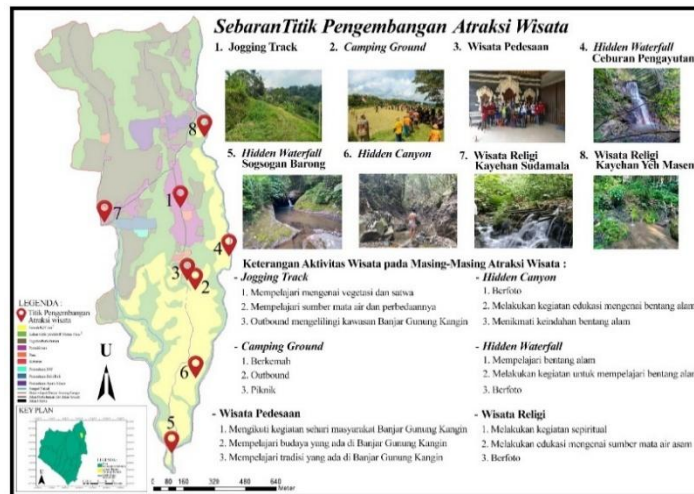 Sebaran Titik Pengembangan Atraksi Wisata
1. Jogging Track
2. Camping Ground
3. Wisata Pedesaan
4. Hidden Waterfall
Ceburan Pengayutan
5. Hidden Waterfall
Sogsogan Barong
6. Hidden Canyon
7. Wisata Religi
Kayehan Sudamala
8. Wisata Religi
Kayehan Yeh Masem
8
1
7
4
3
2
6
5
LEGENDA :
Titik Pengembangan
Atraksi wisata
U
KEY PLAN
0
80
160
320
480
640
Meter
Keterangan Aktivitas Wisata pada Masing-Masing Atraksi Wisata :
- Jogging Track
1. Mempelajari mengenai vegetasi dan satwa
2. Mempelajari sumber mata air dan perbedaannya
3. Outbound mengelilingi kawasan Banjar Gunung Kangin
- Camping Ground
1. Berkemah
2. Outbound
3. Piknik
- Wisata Pedesaan
1. Mengikuti kegiatan sehari masyarakat Banjar Gunung Kangin
2. Mempelajari budaya yang ada di Banjar Gunung Kangin
3. Mempelajari tradisi yang ada di Banjar Gunung Kangin
- Hidden Canyon
1. Berfoto
2. Melakukan kegiatan edukasi mengenai bentang alam
3. Menikmati keindahan bentang alam
- Hidden Waterfall
1. Mempelajari bentang alam
2. Melakukan kegiatan untuk mempelajari bentang alam
3. Berfoto
- Wisata Religi
1. Melakukan kegiatan sepiritual
2. Melakukan edukasi mengenai sumber mata air asam
3. Berfoto